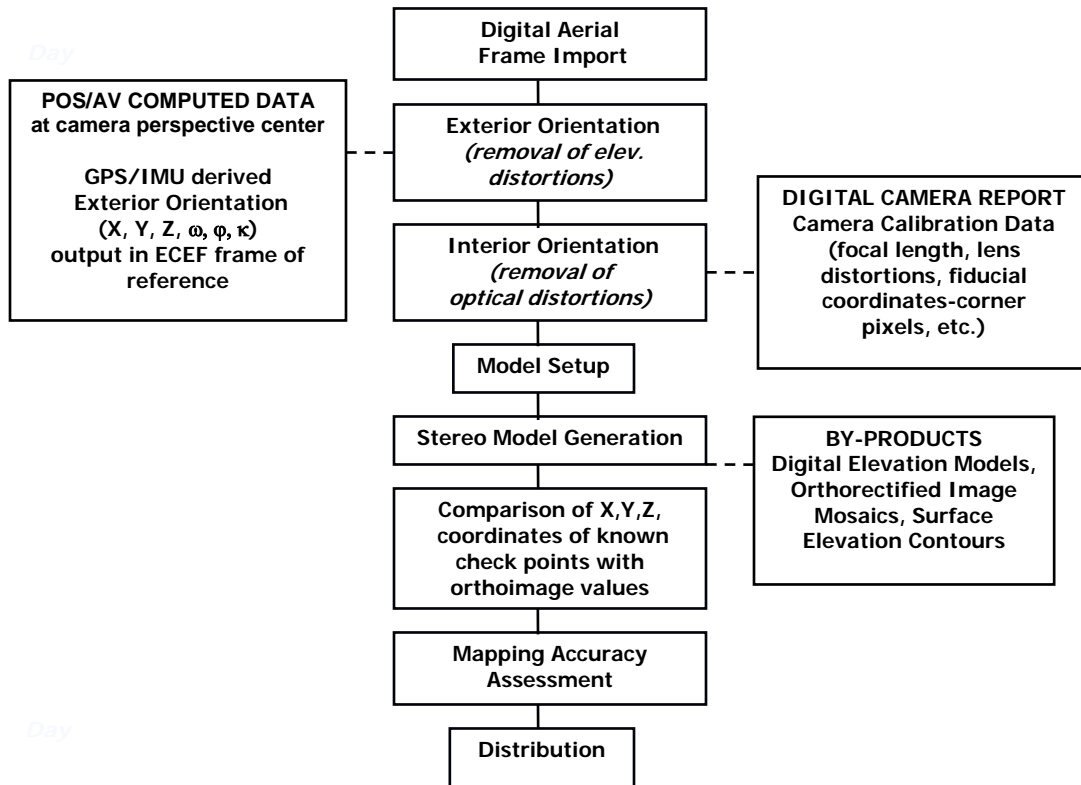 Day
Digital Aerial
Frame Import
POS/AV COMPUTED DATA
at camera perspective center
GPS/IMU derived
Exterior Orientation
(X, Y, Z, ω, φ, κ)
output in ECEF frame of
reference
Exterior Orientation
(removal of elev.
distortions)
Interior Orientation
(removal of
optical distortions)
DIGITAL CAMERA REPORT
Camera Calibration Data
(focal length, lens
distortions, fiducial
coordinates-corner
pixels, etc.)
Model Setup
Stereo Model Generation
BY-PRODUCTS
Digital Elevation Models,
Orthorectified Image
Mosaics, Surface
Elevation Contours
Comparison of X,Y,Z,
coordinates of known
check points with
orthoimage values
Mapping Accuracy
Assessment
Day
Distribution